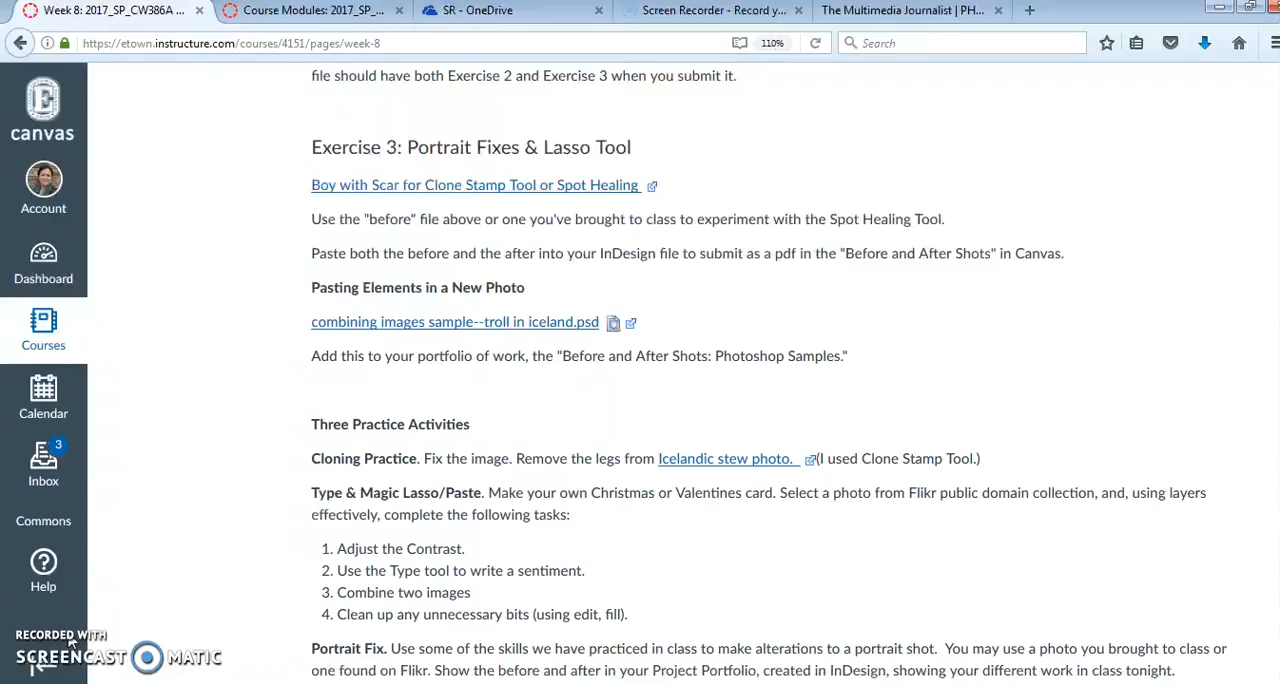 Week 8: 2017_SP_CW386A ...
Course Modules: 2017_SP_...
SR - OneDrive
Screen Recorder - Record y...
The Multimedia Journalist | PH...
https://etown.instructure.com/courses/4151/pages/week-8
110%
Search
file should have both Exercise 2 and Exercise 3 when you submit it.
canvas
Account
Dashboard
Courses
Calendar
3
Inbox
Commons
Help
Exercise 3: Portrait Fixes & Lasso Tool
Boy with Scar for Clone Stamp Tool or Spot Healing
Use the "before" file above or one you've brought to class to experiment with the Spot Healing Tool.
Paste both the before and the after into your InDesign file to submit as a pdf in the "Before and After Shots" in Canvas.
Pasting Elements in a New Photo
combining images sample--troll in iceland.psd
Add this to your portfolio of work, the "Before and After Shots: Photoshop Samples."
Three Practice Activities
Cloning Practice. Fix the image. Remove the legs from Icelandic stew photo. (I used Clone Stamp Tool.)
Type & Magic Lasso/Paste. Make your own Christmas or Valentines card. Select a photo from Flikr public domain collection, and, using layers
effectively, complete the following tasks:
1. Adjust the Contrast.
2. Use the Type tool to write a sentiment.
3. Combine two images
4. Clean up any unnecessary bits (using edit, fill).
Portrait Fix. Use some of the skills we have practiced in class to make alterations to a portrait shot. You may use a photo you brought to class or
one found on Flikr. Show the before and after in your Project Portfolio, created in InDesign, showing your different work in class tonight.
RECORDED WITH
SCREENCAST MATIC